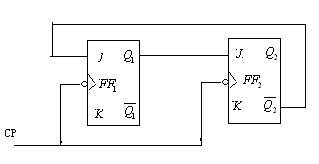 J Q₁ J. Q₂
FF₁ FF₂
K Q̅₁ K Q̅₂
CP